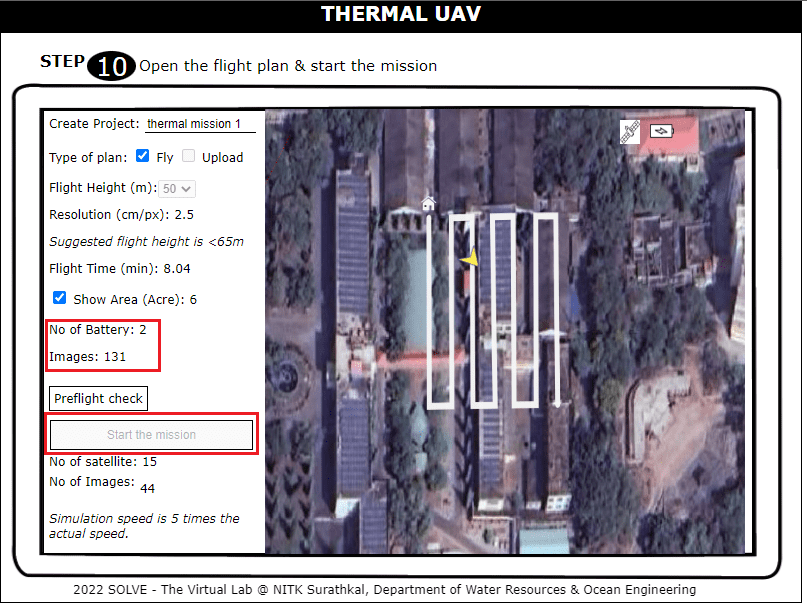 THERMAL UAV
STEP 10 Open the flight plan & start the mission
Create Project: thermal mission 1
Type of plan: Fly Upload
Flight Height (m): 50
Resolution (cm/px): 2.5
Suggested flight height is <65m
Flight Time (min): 8.04
Show Area (Acre): 6
No of Battery: 2
Images: 131
Preflight check
Start the mission
No of satellite: 15
No of Images: 44
Simulation speed is 5 times the
actual speed.
2022 SOLVE - The Virtual Lab @ NITK Surathkal, Department of Water Resources & Ocean Engineering